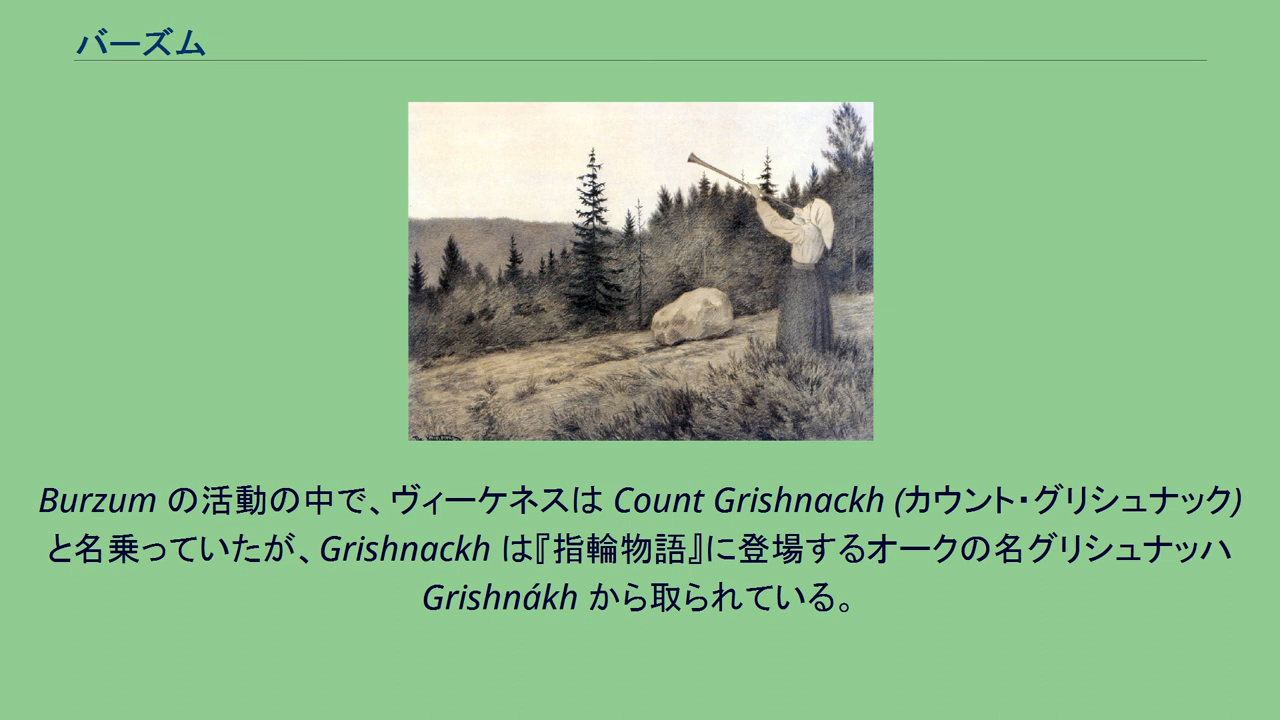 バーズム
Burzum の活動の中で、ヴィーケネスは Count Grishnackh (カウント・グリシュナック)
と名乗っていたが、Grishnackh は『指輪物語』に登場するオークの名グリシュナッハ
Grishnákh から取られている。